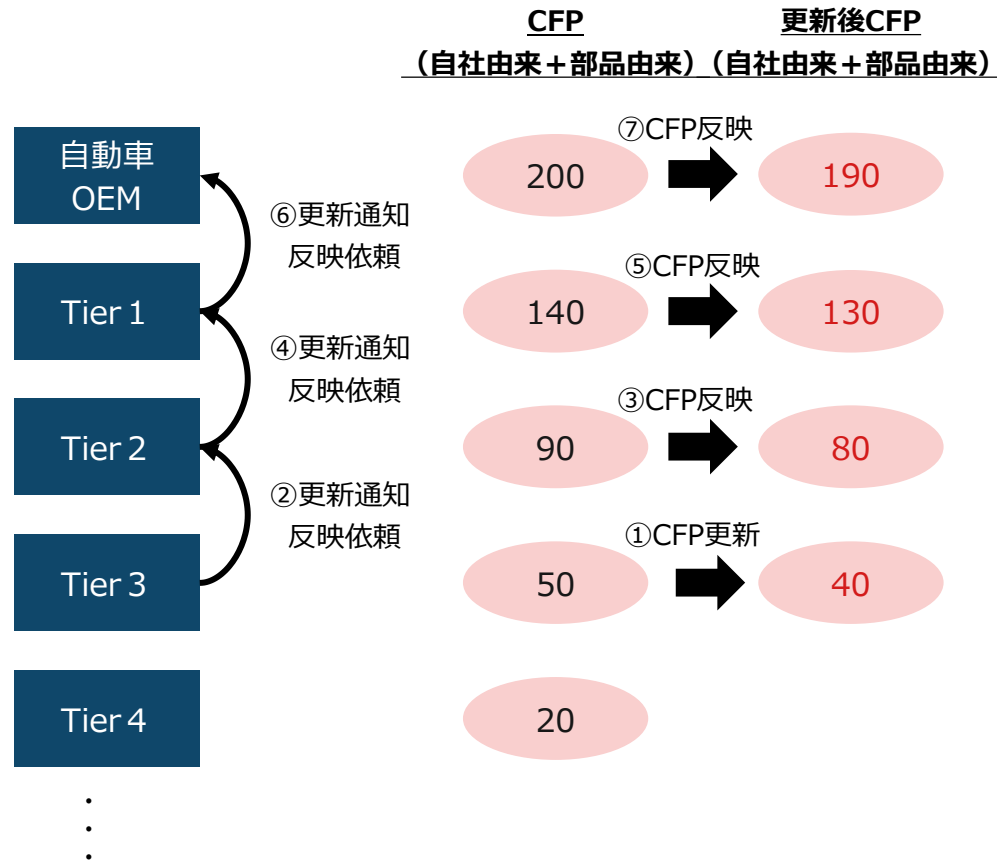 CFP
（自社由来＋部品由来）
更新後CFP
（自社由来＋部品由来）
自動車
OEM
⑥更新通知
反映依頼
200
⑦CFP反映
190
Tier 1
④更新通知
反映依頼
140
⑤CFP反映
130
Tier 2
②更新通知
反映依頼
90
③CFP反映
80
Tier 3
50
①CFP更新
40
Tier 4
20
・
・
・